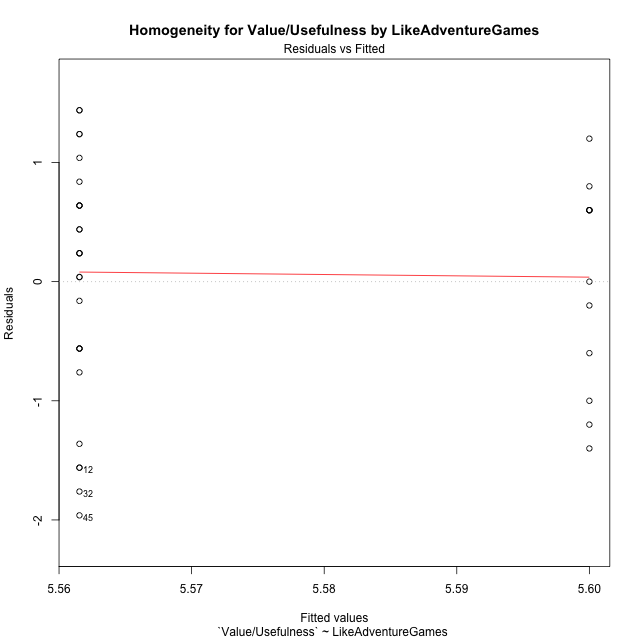 Homogeneity for Value/Usefulness by LikeAdventureGames
Residuals vs Fitted
Residuals
1
0
-1
-2
12
32
45
5.56 5.57 5.58 5.59 5.60
Fitted values
`Value/Usefulness` ~ LikeAdventureGames